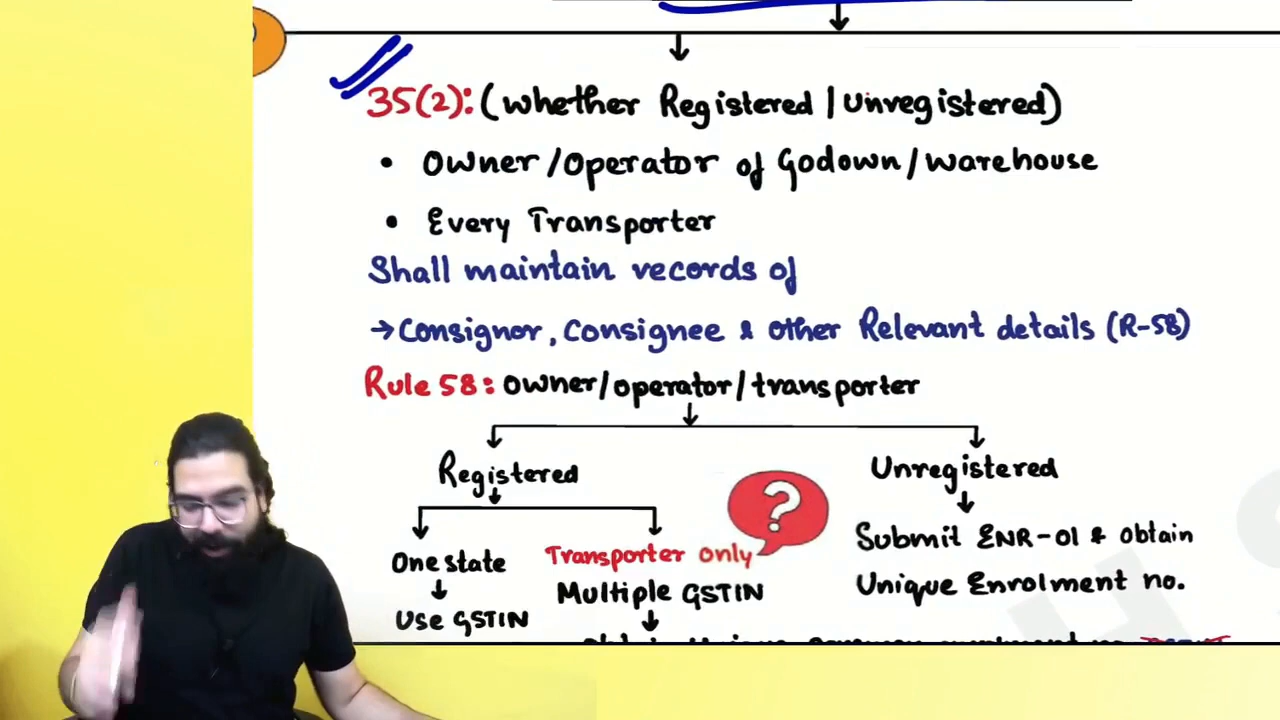 35(2): (Whether Registered / Unregistered)
• Owner/Operator of Godown/Warehouse
• Every Transporter
Shall maintain records of
→ Consignor, Consignee & other Relevant details (R-58)
Rule 58: owner/operator/transporter
Registered
Unregistered
?
Submit ENR-01 & obtain
Unique Enrolment no.
One state
Transporter only
Use GSTIN
Multiple GSTIN